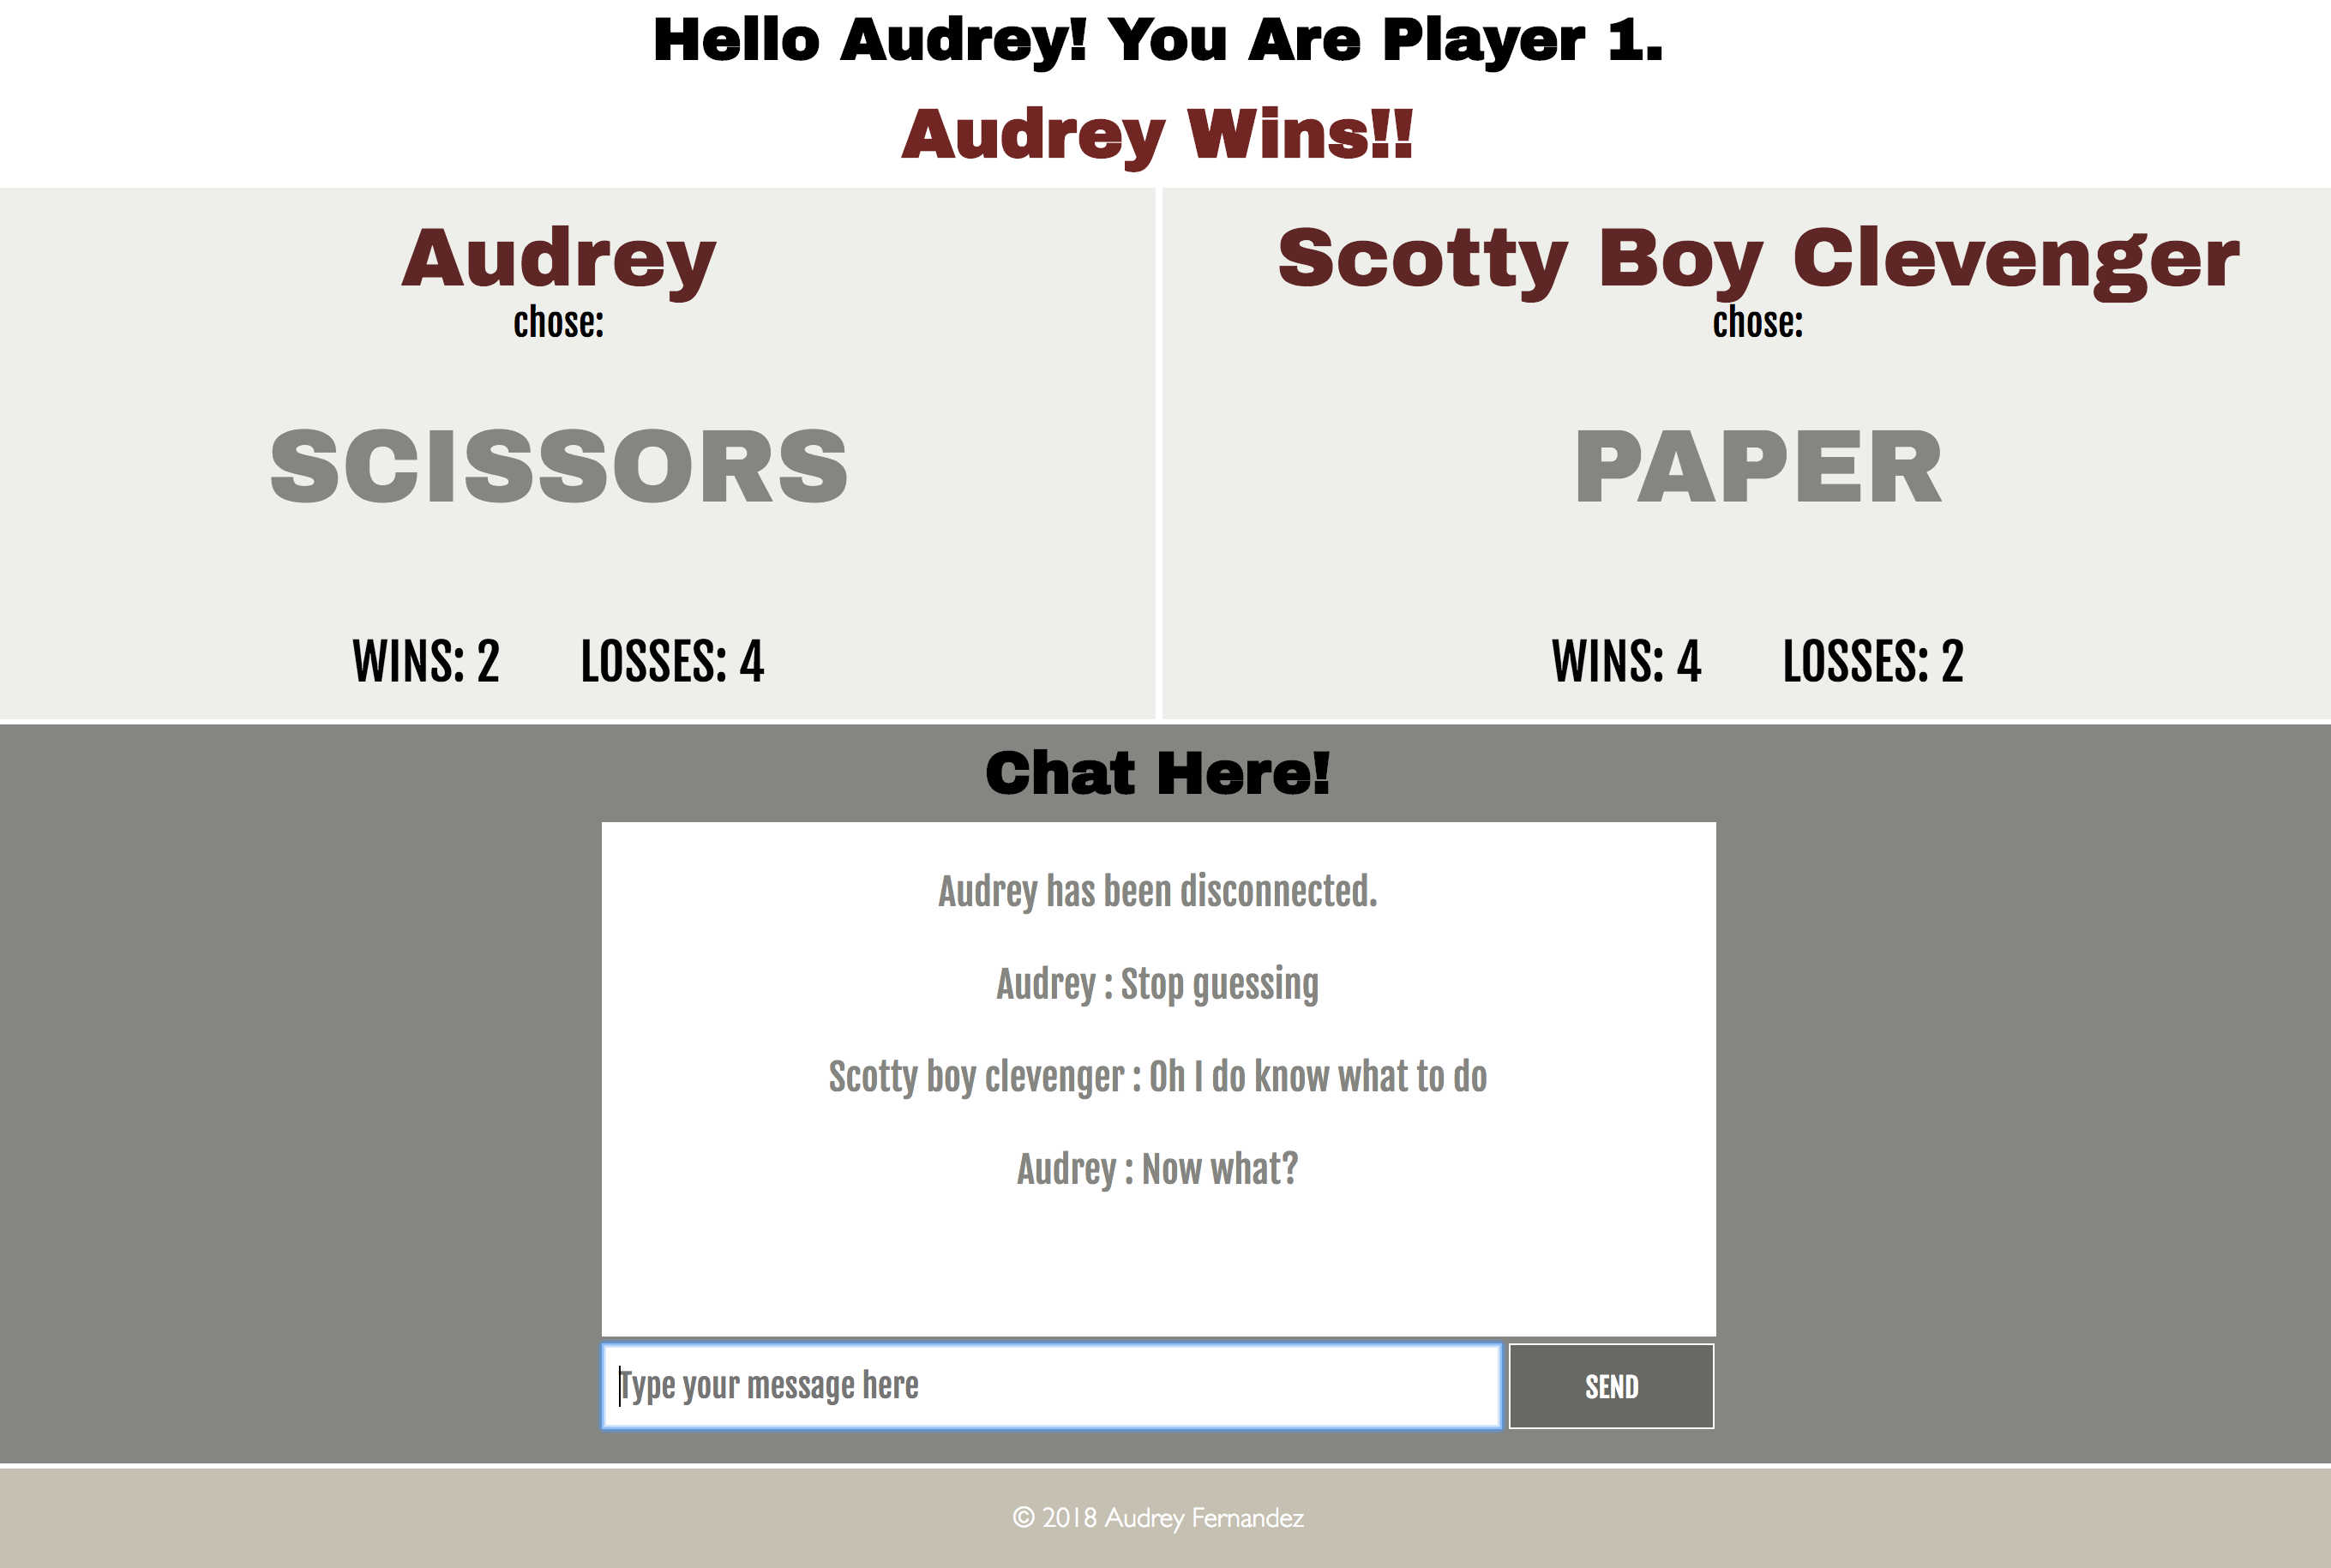 Hello Audrey! You Are Player 1.
Audrey Wins!!
Audrey
chose:
SCISSORS
WINS: 2 LOSSES: 4
Scotty Boy Clevenger
chose:
PAPER
WINS: 4 LOSSES: 2
Chat Here!
Audrey has been disconnected.
Audrey : Stop guessing
Scotty boy clevenger : Oh I do know what to do
Audrey : Now what?
Type your message here
SEND
© 2018 Audrey Fernandez